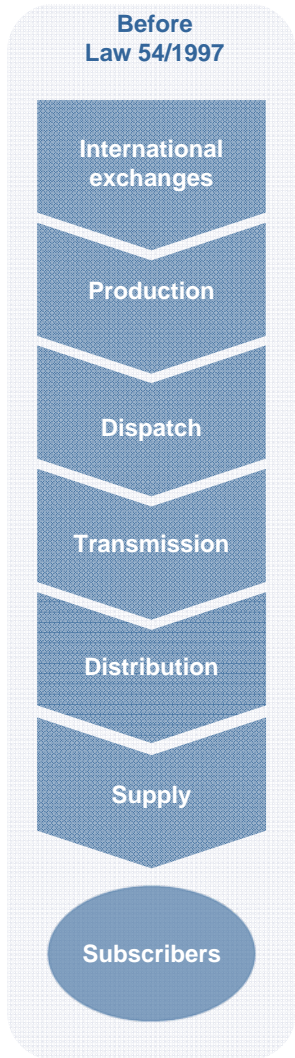 Before
Law 54/1997
International
exchanges
Production
Dispatch
Transmission
Distribution
Supply
Subscribers